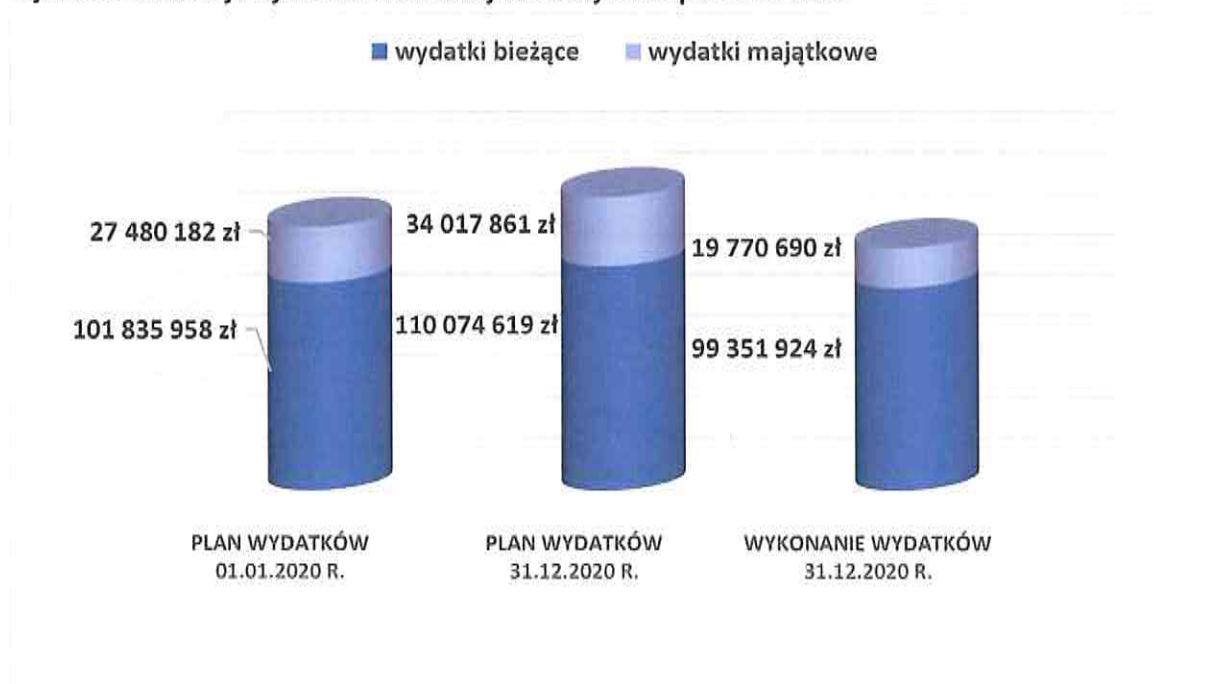 wydatki bieżące wydatki majątkowe
27 480 182 zł
34 017 861 zł
19 770 690 zł
101 835 958 zł
110 074 619 zł
99 351 924 zł
PLAN WYDATKÓW
01.01.2020 R.
PLAN WYDATKÓW
31.12.2020 R.
WYKONANIE WYDATKÓW
31.12.2020 R.